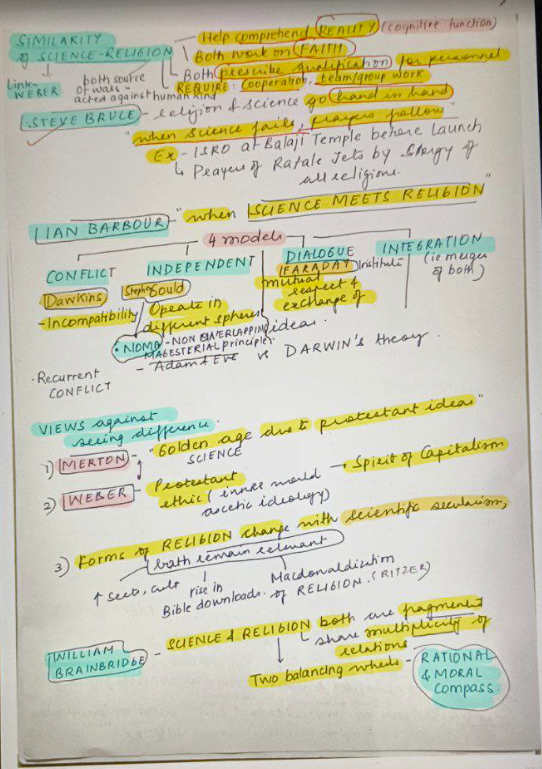 SIMILARITY
of SCIENCE-RELIGION
Help comprehend REALITY (cognitive function)
Both work on FAITH
Both prescribe qualification for personnel
REQUIRE: Cooperation, team/group work
Link-
WEBER
both source
of wars -
acted against human kind
STEVE BRUCE - religion & science go hand in hand
"when science fails, prayers follow"
Ex - ISRO at Balaji Temple before launch
Prayers of Rafale Jets by clergy of
all religions.
IIAN BARBOUR - "when SCIENCE MEETS RELIGION"
4 models
CONFLICT
Dawkins
- Incompatibility
INDEPENDENT
Stephen Gould
Operate in
different spheres
• NOMA - NON OVERLAPPING
MAGESTERIAL principles.
- Adam & Eve vs DARWIN's theory.
DIALOGUE
FARADAY Institute
mutual
respect &
exchange of
ideas.
INTEGRATION
(ie merger
of both)
· Recurrent
CONFLICT
VIEWS against
seeing difference.
1) MERTON - "Golden age due to protestant ideas"
SCIENCE
2) WEBER - Protestant → Spirit of Capitalism
ethic (inner world
ascetic ideology)
3) Forms of RELIGION change with scientific secularism,
both remain relevant
↑ sects, cults
rise in
Bible downloads.
Macdonaldization
of RELIGION. (RITZER)
WILLIAM
BRAINBRIDGE - SCIENCE & RELIGION both are fragmented
share multiplicity of
relations
Two balancing wheels - RATIONAL
& MORAL
Compass